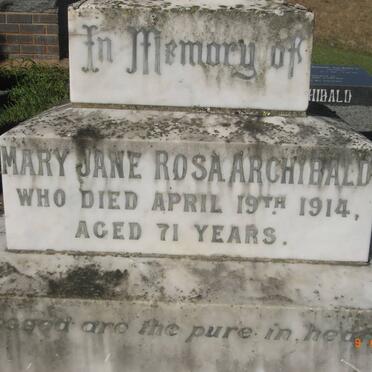 In Memory of
MARY JANE ROSA ARCHIBALD
WHO DIED APRIL 19TH 1914,
AGED 71 YEARS.
are the pure in
HIBALD
9